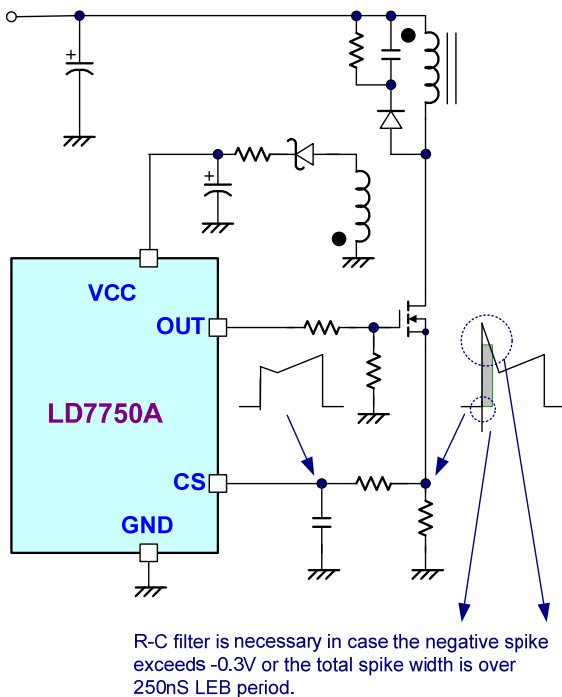 +
+
VCC
OUT
LD7750A
CS
GND
R-C filter is necessary in case the negative spike
exceeds -0.3V or the total spike width is over
250nS LEB period.